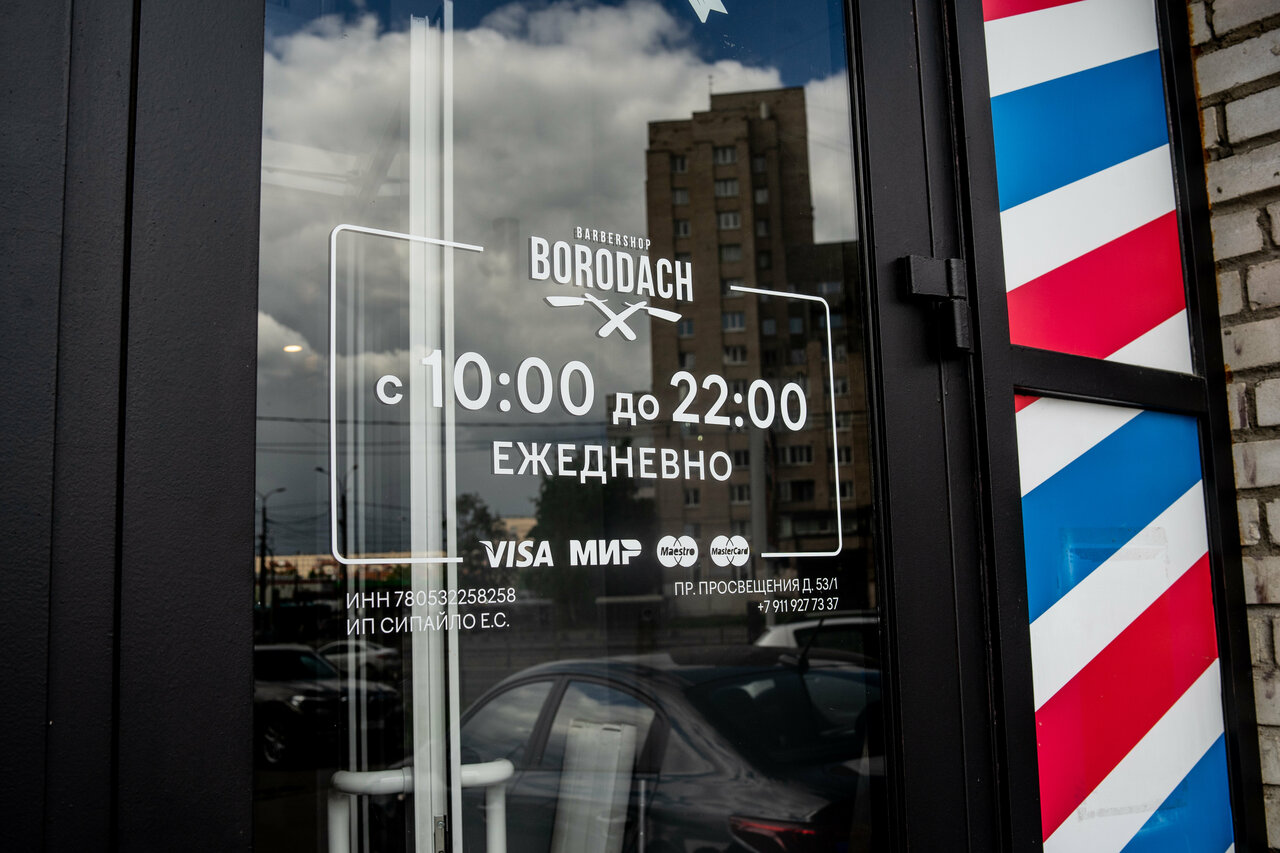 BARBERSHOP
BORODACH
с 10:00 до 22:00
ЕЖЕДНЕВНО
VISA МИР Maestro MasterCard
ИНН 780532258258
ИП СИПАЙЛО Е.С.
ПР. ПРОСВЕЩЕНИЯ Д. 53/1
+7 911 927 73 37